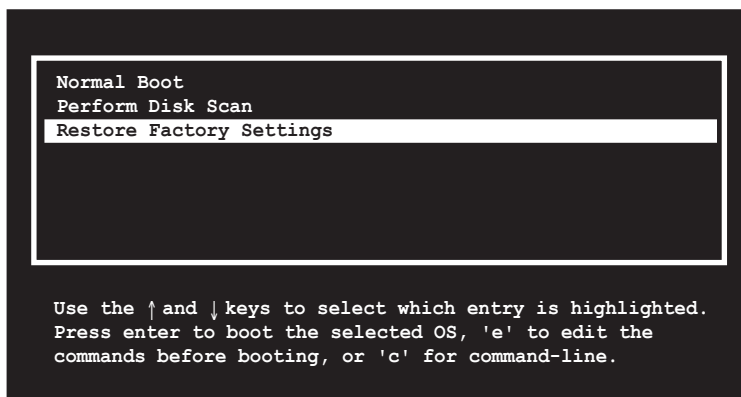 Normal Boot
Perform Disk Scan
Restore Factory Settings
Use the ↑ and ↓ keys to select which entry is highlighted.
Press enter to boot the selected OS, 'e' to edit the
commands before booting, or 'c' for command-line.